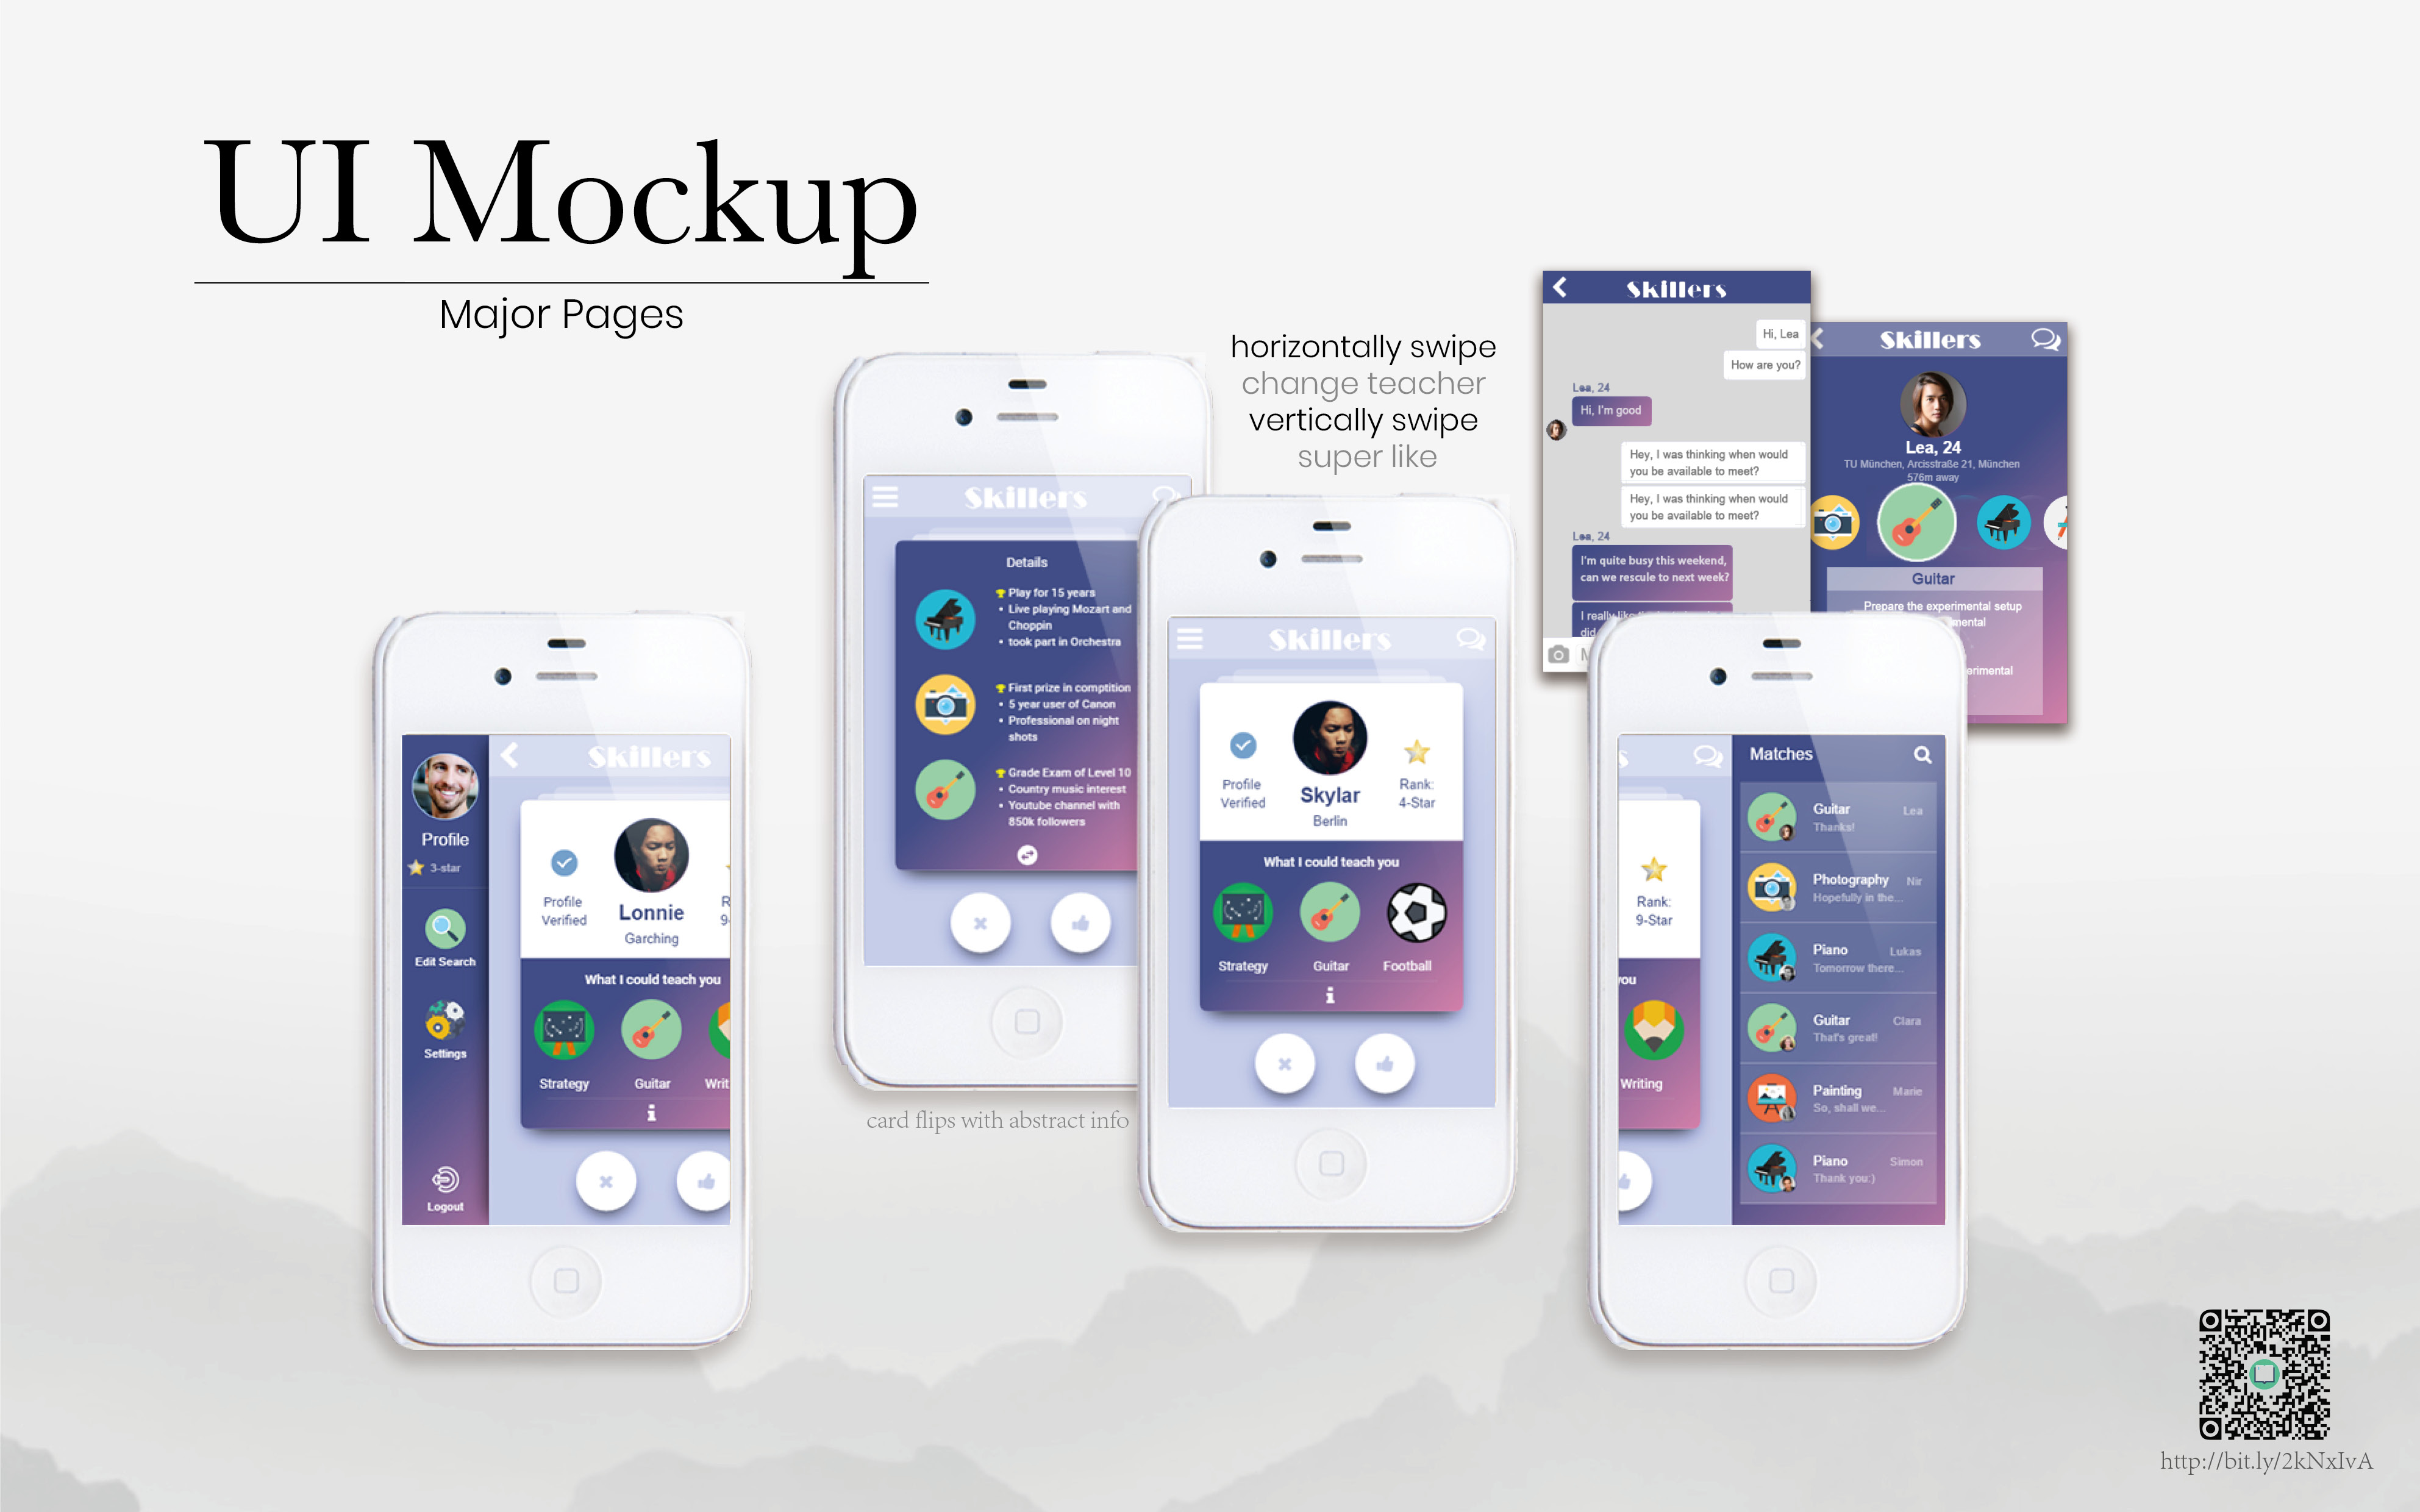 UI Mockup
Major Pages
Profile
3-star
Edit Search
Settings
Logout
Skillers
Profile
Verified
Lonnie
Garching
R
9-
What I could teach you
Strategy
Guitar
Writ
Skillers
Details
Play for 15 years
• Live playing Mozart and
Choppin
• took part in Orchestra
First prize in comptition
• 5 year user of Canon
• Professional on night
shots
Grade Exam of Level 10
• Country music interest
• Youtube channel with
850k followers
card flips with abstract info
horizontally swipe
change teacher
vertically swipe
super like
Skillers
Profile
Verified
Skylar
Berlin
Rank:
4-Star
What I could teach you
Strategy
Guitar
Football
Skillers
Hi, Lea
How are you?
Lea, 24
Hi, I'm good
Hey, I was thinking when would
you be available to meet?
Hey, I was thinking when would
you be available to meet?
Lea, 24
I'm quite busy this weekend,
can we rescule to next week?
I really
did
M
Skillers
Lea, 24
TU München, Arcisstraße 21, München
576m away
Guitar
Prepare the experimental setup
mental
erimental
s
Rank:
9-Star
you
Writing
Matches
Guitar Lea
Thanks!
Photography Nir
Hopefully in the...
Piano Lukas
Tomorrow there...
Guitar Clara
That's great!
Painting Marie
So, shall we...
Piano Simon
Thank you:)
http://bit.ly/2kNxIvA